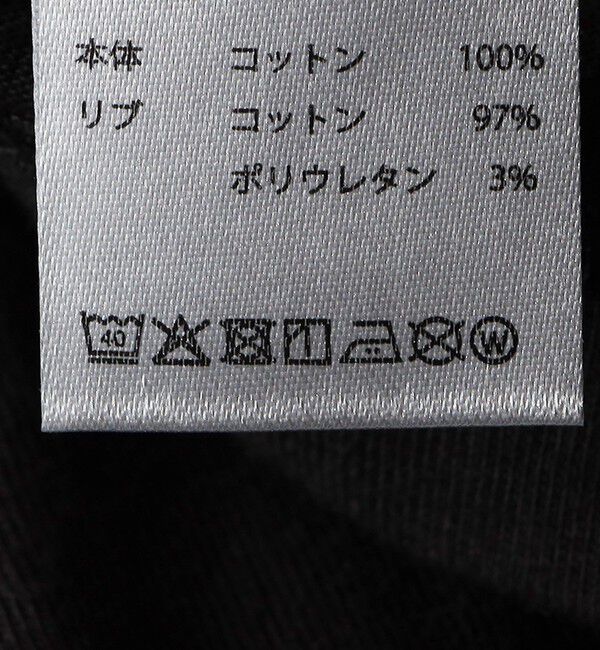 本体 コットン 100%
リブ コットン 97%
ポリウレタン 3%
40 W